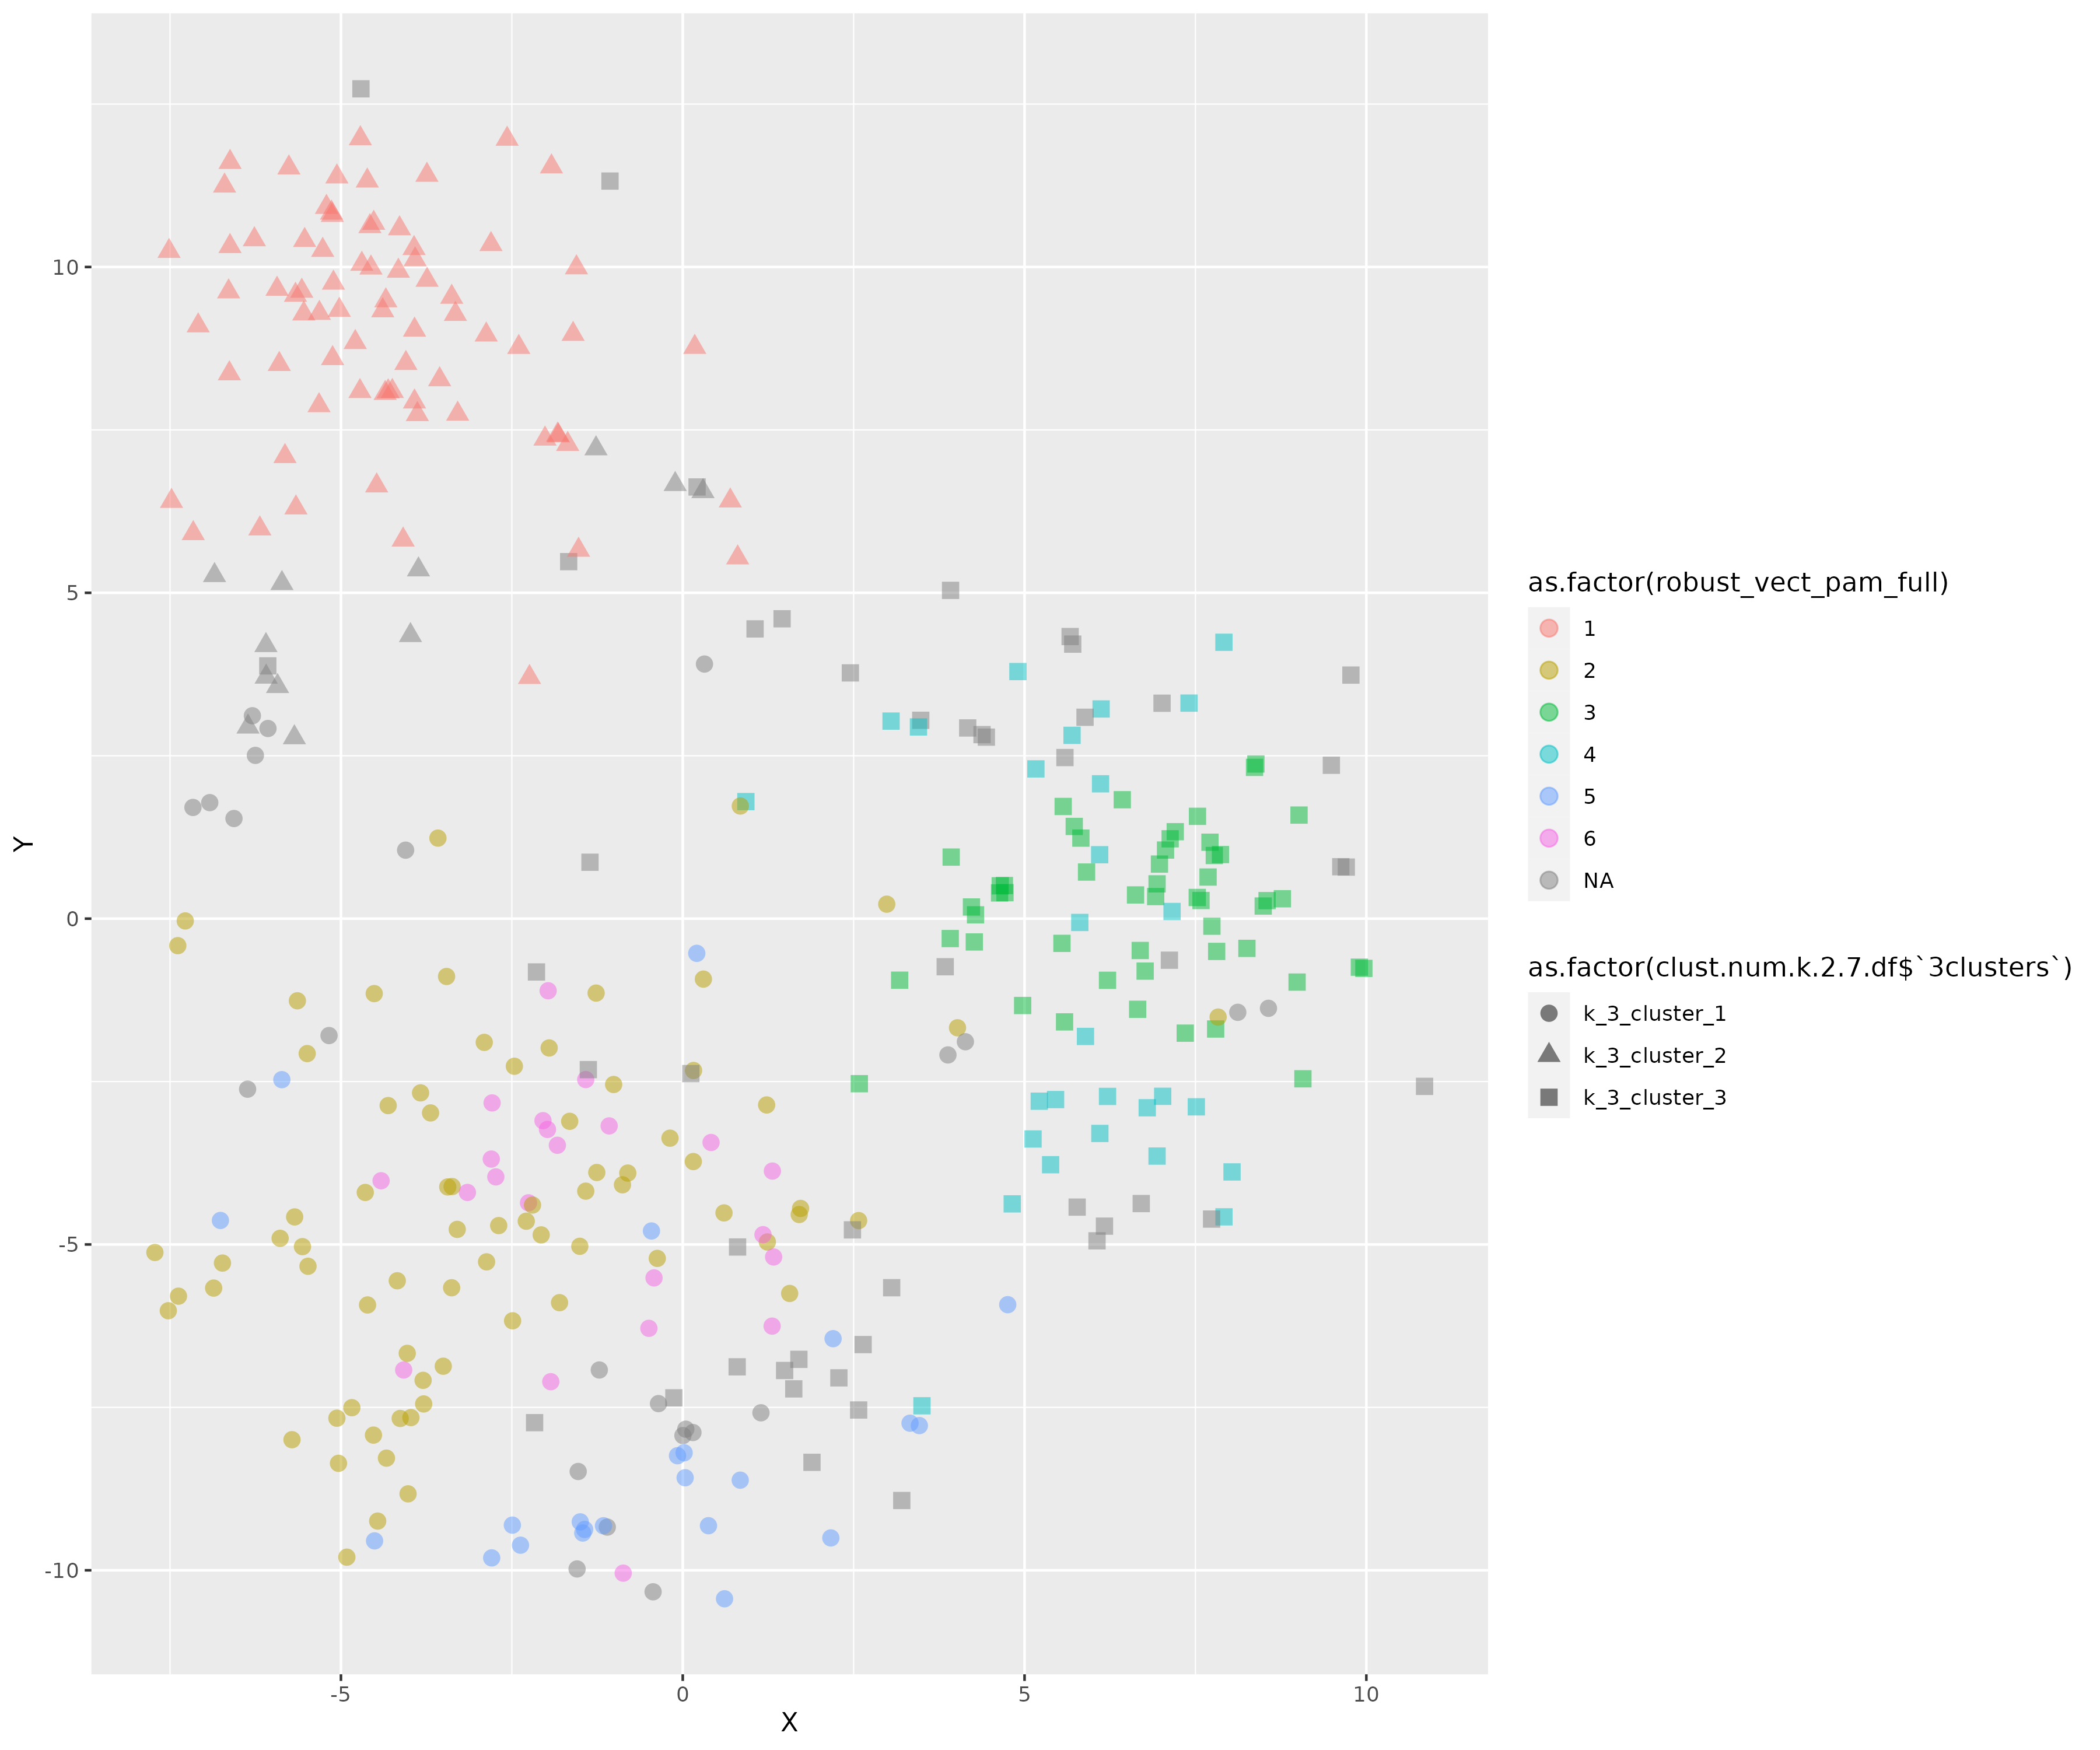 10
5
0
-5
-10
-5
0
5
10
X
Y
as.factor(robust_vect_pam_full)
1
2
3
4
5
6
NA
as.factor(clust.num.k.2.7.df$`3clusters`)
k_3_cluster_1
k_3_cluster_2
k_3_cluster_3